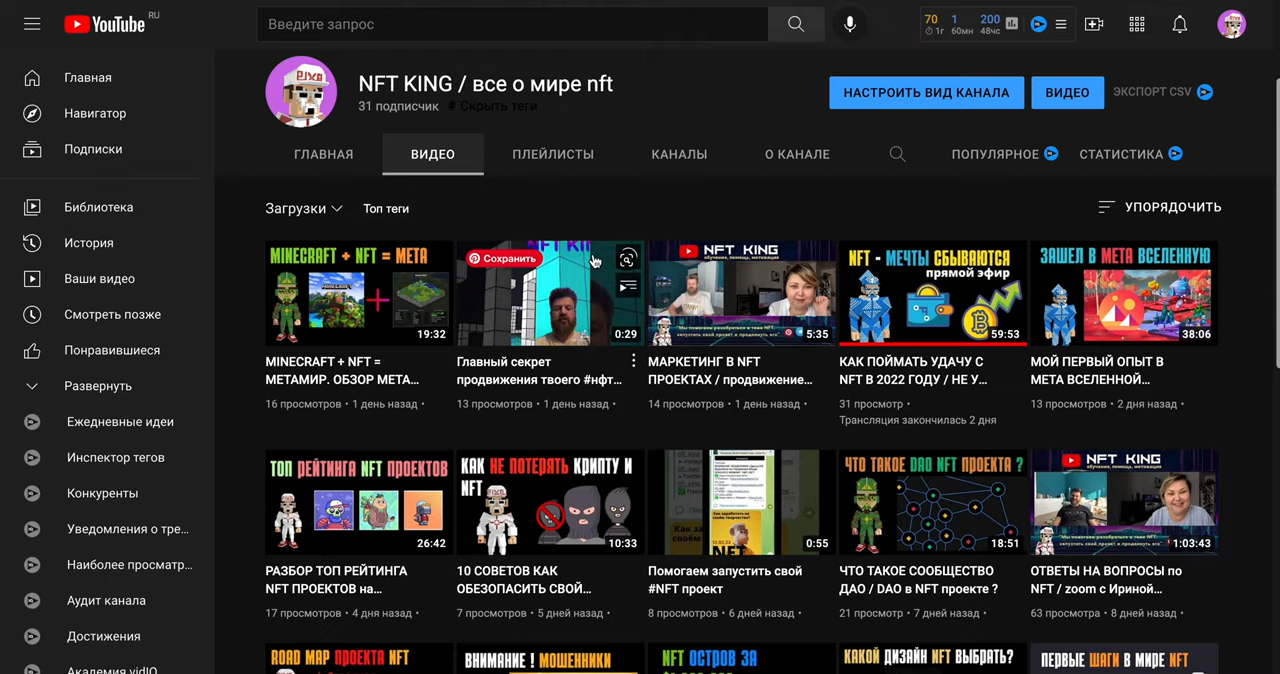 YouTube RU
Введите запрос
70 1 200
1г 60мн 48чс
Главная
Навигатор
Подписки
Библиотека
История
Ваши видео
Смотреть позже
Понравившиеся
Развернуть
Ежедневные идеи
Инспектор тегов
Конкуренты
Уведомления о тре...
Наиболее просматр...
Аудит канала
Достижения
Академия vidIQ
NFT KING / все о мире nft
31 подписчик # Скрыть теги
НАСТРОИТЬ ВИД КАНАЛА
ВИДЕО
ЭКСПОРТ CSV
ГЛАВНАЯ
ВИДЕО
ПЛЕЙЛИСТЫ
КАНАЛЫ
О КАНАЛЕ
ПОПУЛЯРНОЕ
СТАТИСТИКА
Загрузки
Топ теги
УПОРЯДОЧИТЬ
MINECRAFT + NFT = МЕТА
19:32
MINECRAFT + NFT =
МЕТАМИР. ОБЗОР МЕТА...
16 просмотров • 1 день назад •
Сохранить
0:29
Главный секрет
продвижения твоего #нфт...
13 просмотров • 1 день назад •
NFT KING
обучение, помощь, мотивация
5:35
МАРКЕТИНГ В NFT
ПРОЕКТАХ / продвижение...
14 просмотров • 1 день назад •
NFT - МЕЧТЫ СБЫВАЮТСЯ
прямой эфир
59:53
КАК ПОЙМАТЬ УДАЧУ С
NFT В 2022 ГОДУ / НЕ У...
31 просмотр •
Трансляция закончилась 2 дня
ЗАШЕЛ В МЕТА ВСЕЛЕННУЮ
38:06
МОЙ ПЕРВЫЙ ОПЫТ В
МЕТА ВСЕЛЕННОЙ...
13 просмотров • 2 дня назад •
ТОП РЕЙТИНГА NFT ПРОЕКТОВ
26:42
РАЗБОР ТОП РЕЙТИНГА
NFT ПРОЕКТОВ на...
17 просмотров • 4 дня назад •
КАК НЕ ПОТЕРЯТЬ КРИПТУ И
NFT
10:33
10 СОВЕТОВ КАК
ОБЕЗОПАСИТЬ СВОЙ...
7 просмотров • 5 дней назад •
0:55
Помогаем запустить свой
#NFT проект
8 просмотров • 6 дней назад •
ЧТО ТАКОЕ DAO NFT ПРОЕКТА ?
18:51
ЧТО ТАКОЕ СООБЩЕСТВО
ДАО / DAO в NFT проекте ?
21 просмотр • 7 дней назад •
NFT KING
обучение, помощь, мотивация
1:03:43
ОТВЕТЫ НА ВОПРОСЫ по
NFT / zoom с Ириной...
63 просмотра • 8 дней назад •
ROAD MAP ПРОЕКТА NFT
ВНИМАНИЕ ! МОШЕННИКИ
NFT ОСТРОВ ЗА
КАКОЙ ДИЗАЙН NFT ВЫБРАТЬ?
ПЕРВЫЕ ШАГИ В МИРЕ NFT